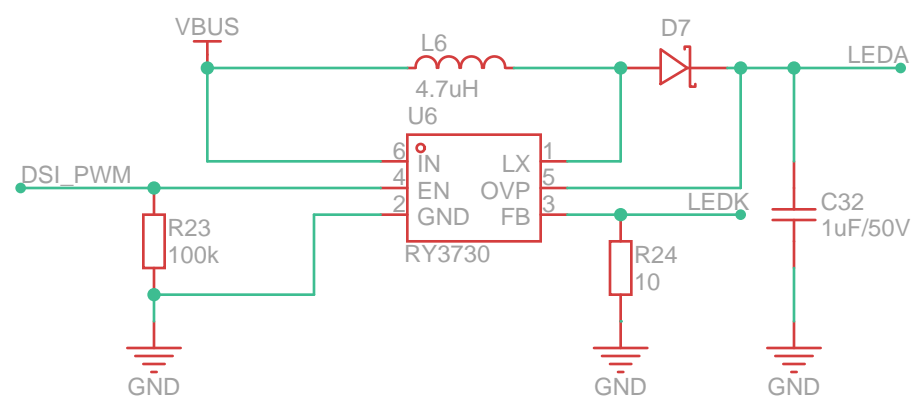 VBUS
L6
4.7uH
D7
LEDA
U6
6
IN
LX
1
DSI_PWM
4
EN
OVP
5
2
GND
FB
3
LEDK
RY3730
R23
100k
R24
10
C32
1uF/50V
GND
GND
GND